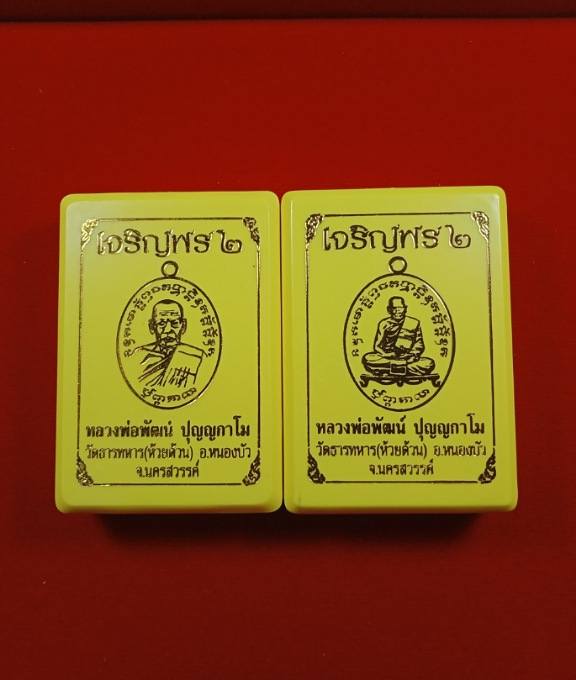 เจริญพร ๒
หลวงพ่อพัฒน์ ปุญญกาโม
วัดธารทหาร(ห้วยด้วน) อ.หนองบัว
จ.นครสวรรค์
เจริญพร ๒
หลวงพ่อพัฒน์ ปุญญกาโม
วัดธารทหาร(ห้วยด้วน) อ.หนองบัว
จ.นครสวรรค์